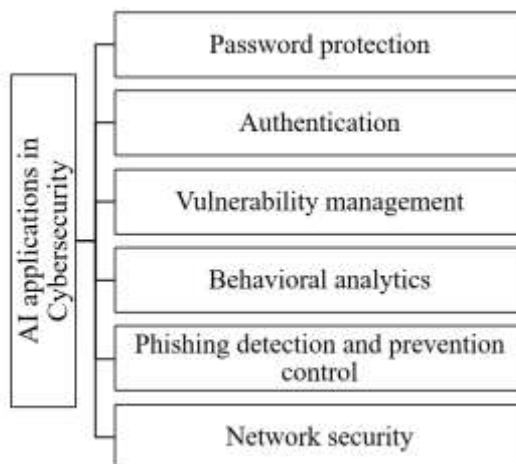 AI applications in
Cybersecurity
Password protection
Authentication
Vulnerability management
Behavioral analytics
Phishing detection and prevention
control
Network security